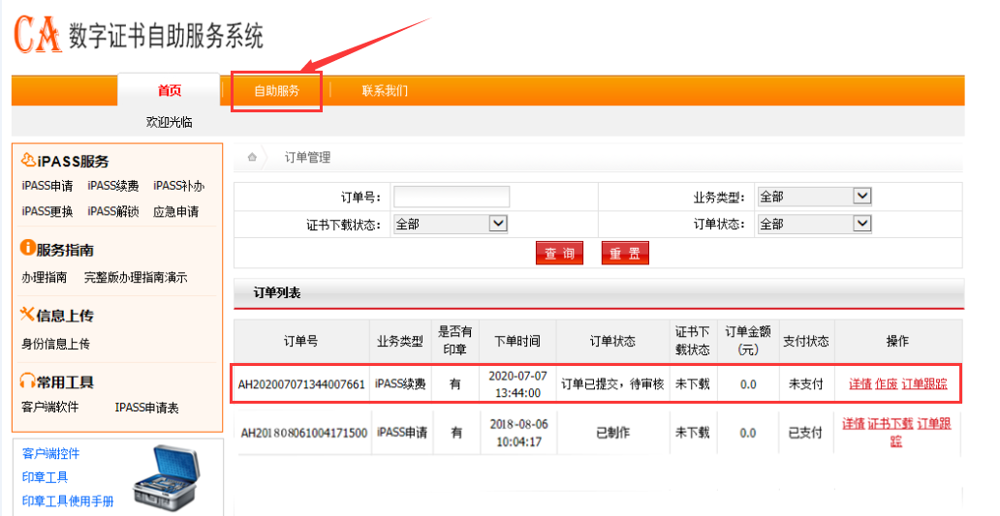 CA 数字证书自助服务系统
首页 自助服务 联系我们
欢迎光临
iPASS服务
iPASS申请 iPASS续费 iPASS补办
iPASS更换 iPASS解锁 应急申请
服务指南
办理指南 完整版办理指南演示
信息上传
身份信息上传
常用工具
客户端软件 IPASS申请表
客户端控件
印章工具
印章工具使用手册
订单管理
订单号： 业务类型： 全部
证书下载状态： 全部 订单状态： 全部
查 询 重 置
订单列表
订单号 业务类型 是否有印章 下单时间 订单状态 证书下载状态 订单金额（元） 支付状态 操作
AH202007071344007661 iPASS续费 有 2020-07-07 13:44:00 订单已提交，待审核 未下载 0.0 未支付 详情 作废 订单跟踪
AH201808061004171500 iPASS申请 有 2018-08-06 10:04:17 已制作 未下载 0.0 已支付 详情 证书下载 订单跟踪